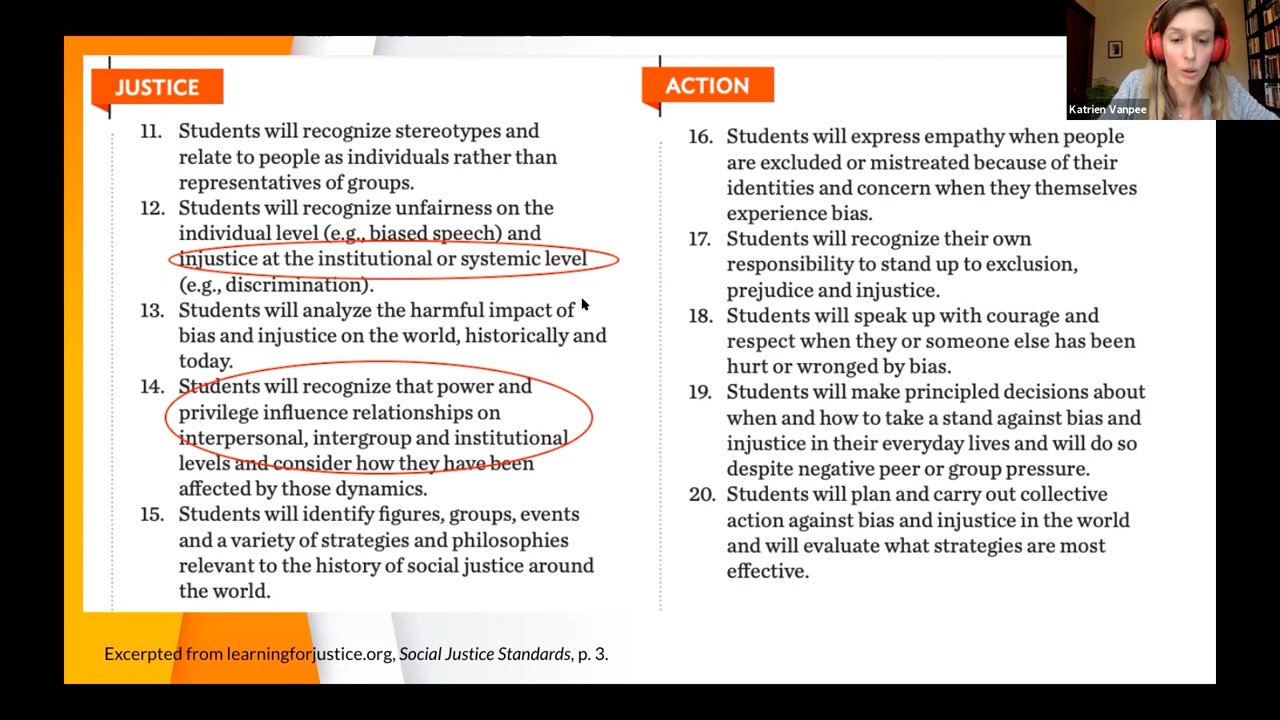 JUSTICE
11. Students will recognize stereotypes and
relate to people as individuals rather than
representatives of groups.
12. Students will recognize unfairness on the
individual level (e.g., biased speech) and
injustice at the institutional or systemic level
(e.g., discrimination).
13. Students will analyze the harmful impact of
bias and injustice on the world, historically and
today.
14. Students will recognize that power and
privilege influence relationships on
interpersonal, intergroup and institutional
levels and consider how they have been
affected by those dynamics.
15. Students will identify figures, groups, events
and a variety of strategies and philosophies
relevant to the history of social justice around
the world.
ACTION
16. Students will express empathy when people
are excluded or mistreated because of their
identities and concern when they themselves
experience bias.
17. Students will recognize their own
responsibility to stand up to exclusion,
prejudice and injustice.
18. Students will speak up with courage and
respect when they or someone else has been
hurt or wronged by bias.
19. Students will make principled decisions about
when and how to take a stand against bias and
injustice in their everyday lives and will do so
despite negative peer or group pressure.
20. Students will plan and carry out collective
action against bias and injustice in the world
and will evaluate what strategies are most
effective.
Excerpted from learningforjustice.org, Social Justice Standards, p. 3.
Katrien Vanpee